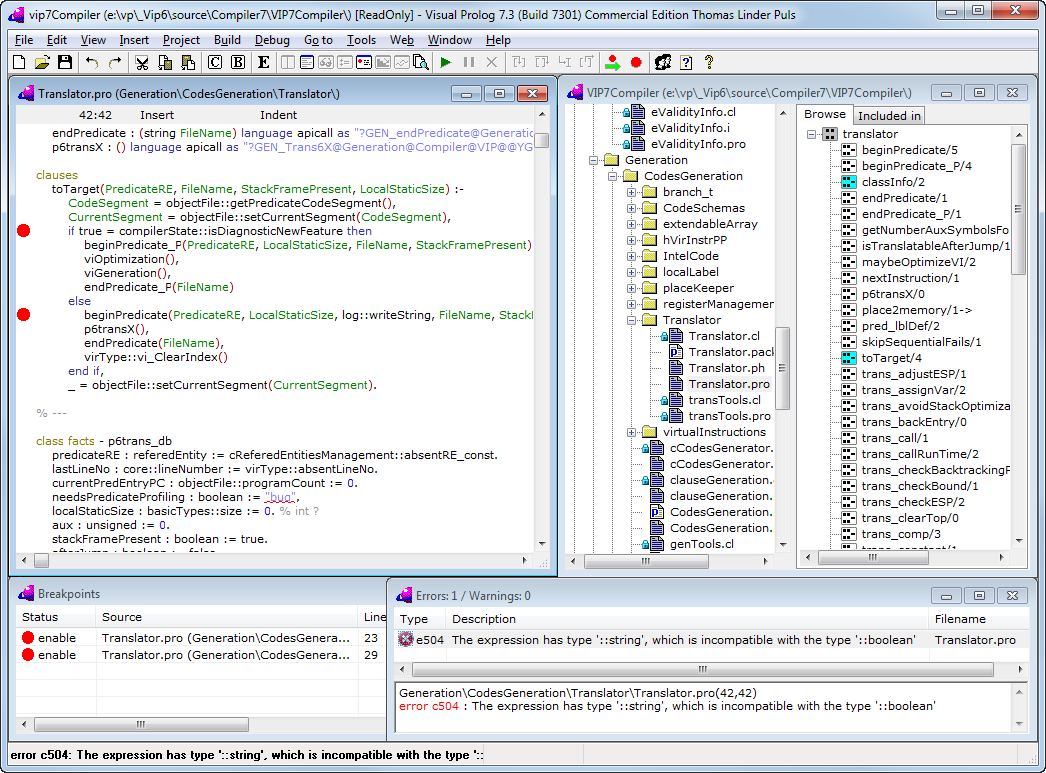 vip7Compiler (e:\vp\_Vip6\source\Compiler7\VIP7Compiler\) [ReadOnly] - Visual Prolog 7.3 (Build 7301) Commercial Edition Thomas Linder Puls
File Edit View Insert Project Build Debug Go to Tools Web Window Help
Translator.pro (Generation\CodesGeneration\Translator\)
42:42 Insert Indent
endPredicate : (string FileName) language apicall as "?GEN_endPredicate@Generatic
p6transX : () language apicall as "?GEN_Trans6X@Generation@Compiler@VIP@@YG
clauses
toTarget(PredicateRE, FileName, StackFramePresent, LocalStaticSize) :-
CodeSegment = objectFile::getPredicateCodeSegment(),
CurrentSegment = objectFile::setCurrentSegment(CodeSegment),
if true = compilerState::isDiagnosticNewFeature then
beginPredicate_P(PredicateRE, LocalStaticSize, FileName, StackFramePresent)
viOptimization(),
viGeneration(),
endPredicate_P(FileName)
else
beginPredicate(PredicateRE, LocalStaticSize, log::writeString, FileName, Stackf
p6transX(),
endPredicate(FileName),
virType::vi_ClearIndex()
end if,
_ = objectFile::setCurrentSegment(CurrentSegment).
% ---
class facts - p6trans_db
predicateRE : referedEntity := cReferedEntitiesManagement::absentRE_const.
lastLineNo : core::lineNumber := virType::absentLineNo.
currentPredEntryPC : objectFile::programCount := 0.
needsPredicateProfiling : boolean := "bug",
localStaticSize : basicTypes::size := 0. % int ?
aux : unsigned := 0.
stackFramePresent : boolean := true.
afterJump : boolean := false
VIP7Compiler (e:\vp\_Vip6\source\Compiler7\VIP7Compiler\)
eValidityInfo.cl
eValidityInfo.i
eValidityInfo.pro
Generation
CodesGeneration
branch_t
CodeSchemas
extendableArray
hVirInstrPP
IntelCode
localLabel
placeKeeper
registerManagemer
Translator
Translator.cl
Translator.pack
Translator.ph
Translator.pro
transTools.cl
transTools.pro
virtualInstructions
cCodesGenerator.
cCodesGenerator.
clauseGeneration.
clauseGeneration.
CodesGeneration.
CodesGeneration.
genTools.cl
Browse Included in
translator
beginPredicate/5
beginPredicate_P/4
classInfo/2
endPredicate/1
endPredicate_P/1
getNumberAuxSymbolsFo
isTranslatableAfterJump/1
maybeOptimizeVI/2
nextInstruction/1
p6transX/0
place2memory/1->
pred_lblDef/2
skipSequentialFails/1
toTarget/4
trans_adjustESP/1
trans_assignVar/2
trans_avoidStackOptimiza
trans_backEntry/0
trans_call/1
trans_callRunTime/2
trans_checkBacktrackingF
trans_checkBound/1
trans_checkESP/2
trans_clearTop/0
trans_comp/3
trans_constant/1
Breakpoints
Status Source Line
enable Translator.pro (Generation\CodesGenera... 23
enable Translator.pro (Generation\CodesGenera... 29
Errors: 1 / Warnings: 0
Type Description Filename
e504 The expression has type '::string', which is incompatible with the type '::boolean' Translator.pro
Generation\CodesGeneration\Translator\Translator.pro(42,42)
error c504 : The expression has type '::string', which is incompatible with the type '::boolean'
error c504: The expression has type '::string', which is incompatible with the type '::